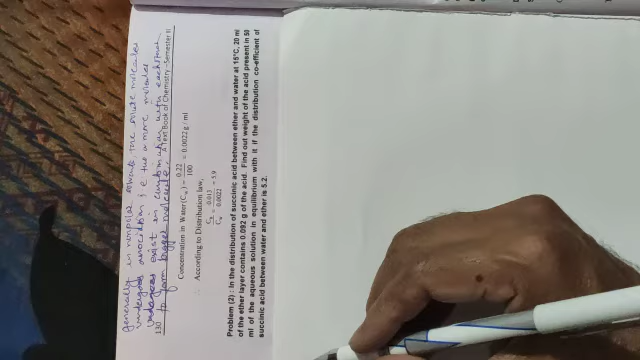 generally in nonpolar solvents, the solute molecules
undergoes association i.e two or more molecules
exist in combination with each other
to form bigger molecule.
130 A Text Book of Chemistry - Semester II
Concentration in Water (C_w) = 0.22 / 100 = 0.0022 g / ml
∴ According to Distribution law,
0.013 / 0.0022 = 5.9
Problem (2) : In the distribution of succinic acid between ether and water at 15°C, 20 ml
of the ether layer contains 0.092 g of the acid. Find out weight of the acid present in 50
ml of the aqueous solution in equilibrium with it if the distribution co-efficient of
succinic acid between water and ether is 5.2.